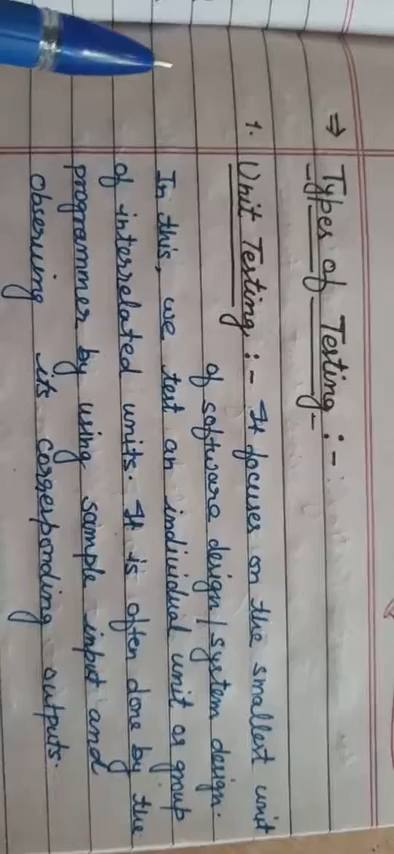 ⇒ Types of Testing :-
1. Unit Testing :- It focuses on the smallest unit
of software design / system design.
In this, we test an individual unit or group
of interrelated units. It is often done by the
programmer by using sample input and
observing its corresponding outputs.